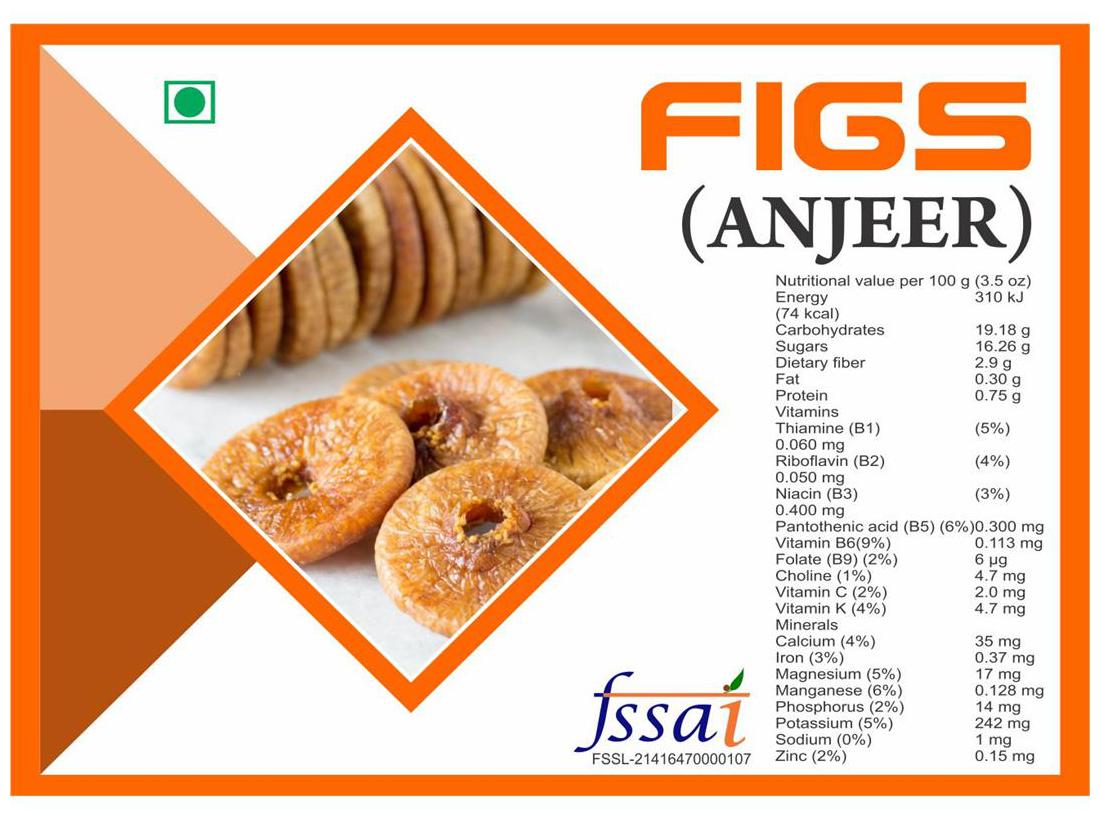 FIGS
(ANJEER)
Nutritional value per 100 g (3.5 oz)
Energy 310 kJ
(74 kcal)
Carbohydrates 19.18 g
Sugars 16.26 g
Dietary fiber 2.9 g
Fat 0.30 g
Protein 0.75 g
Vitamins
Thiamine (B1) (5%)
0.060 mg
Riboflavin (B2) (4%)
0.050 mg
Niacin (B3) (3%)
0.400 mg
Pantothenic acid (B5) (6%)0.300 mg
Vitamin B6(9%) 0.113 mg
Folate (B9) (2%) 6 µg
Choline (1%) 4.7 mg
Vitamin C (2%) 2.0 mg
Vitamin K (4%) 4.7 mg
Minerals
Calcium (4%) 35 mg
Iron (3%) 0.37 mg
Magnesium (5%) 17 mg
Manganese (6%) 0.128 mg
Phosphorus (2%) 14 mg
Potassium (5%) 242 mg
Sodium (0%) 1 mg
Zinc (2%) 0.15 mg
fssai
FSSL-21416470000107